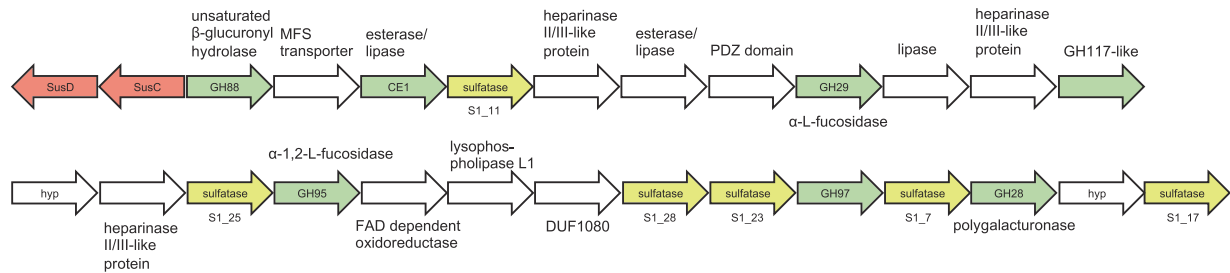 unsaturated
β-glucuronyl
hydrolase
MFS
transporter
esterase/
lipase
heparinase
II/III-like
protein
esterase/
lipase
PDZ domain
lipase
heparinase
II/III-like
protein
GH117-like
SusD
SusC
GH88
CE1
sulfatase
GH29
S1_11
α-L-fucosidase
α-1,2-L-fucosidase
lysophos-
pholipase L1
hyp
sulfatase
GH95
sulfatase
sulfatase
GH97
sulfatase
GH28
hyp
sulfatase
heparinase
II/III-like
protein
S1_25
FAD dependent
oxidoreductase
DUF1080
S1_28
S1_23
S1_7
polygalacturonase
S1_17